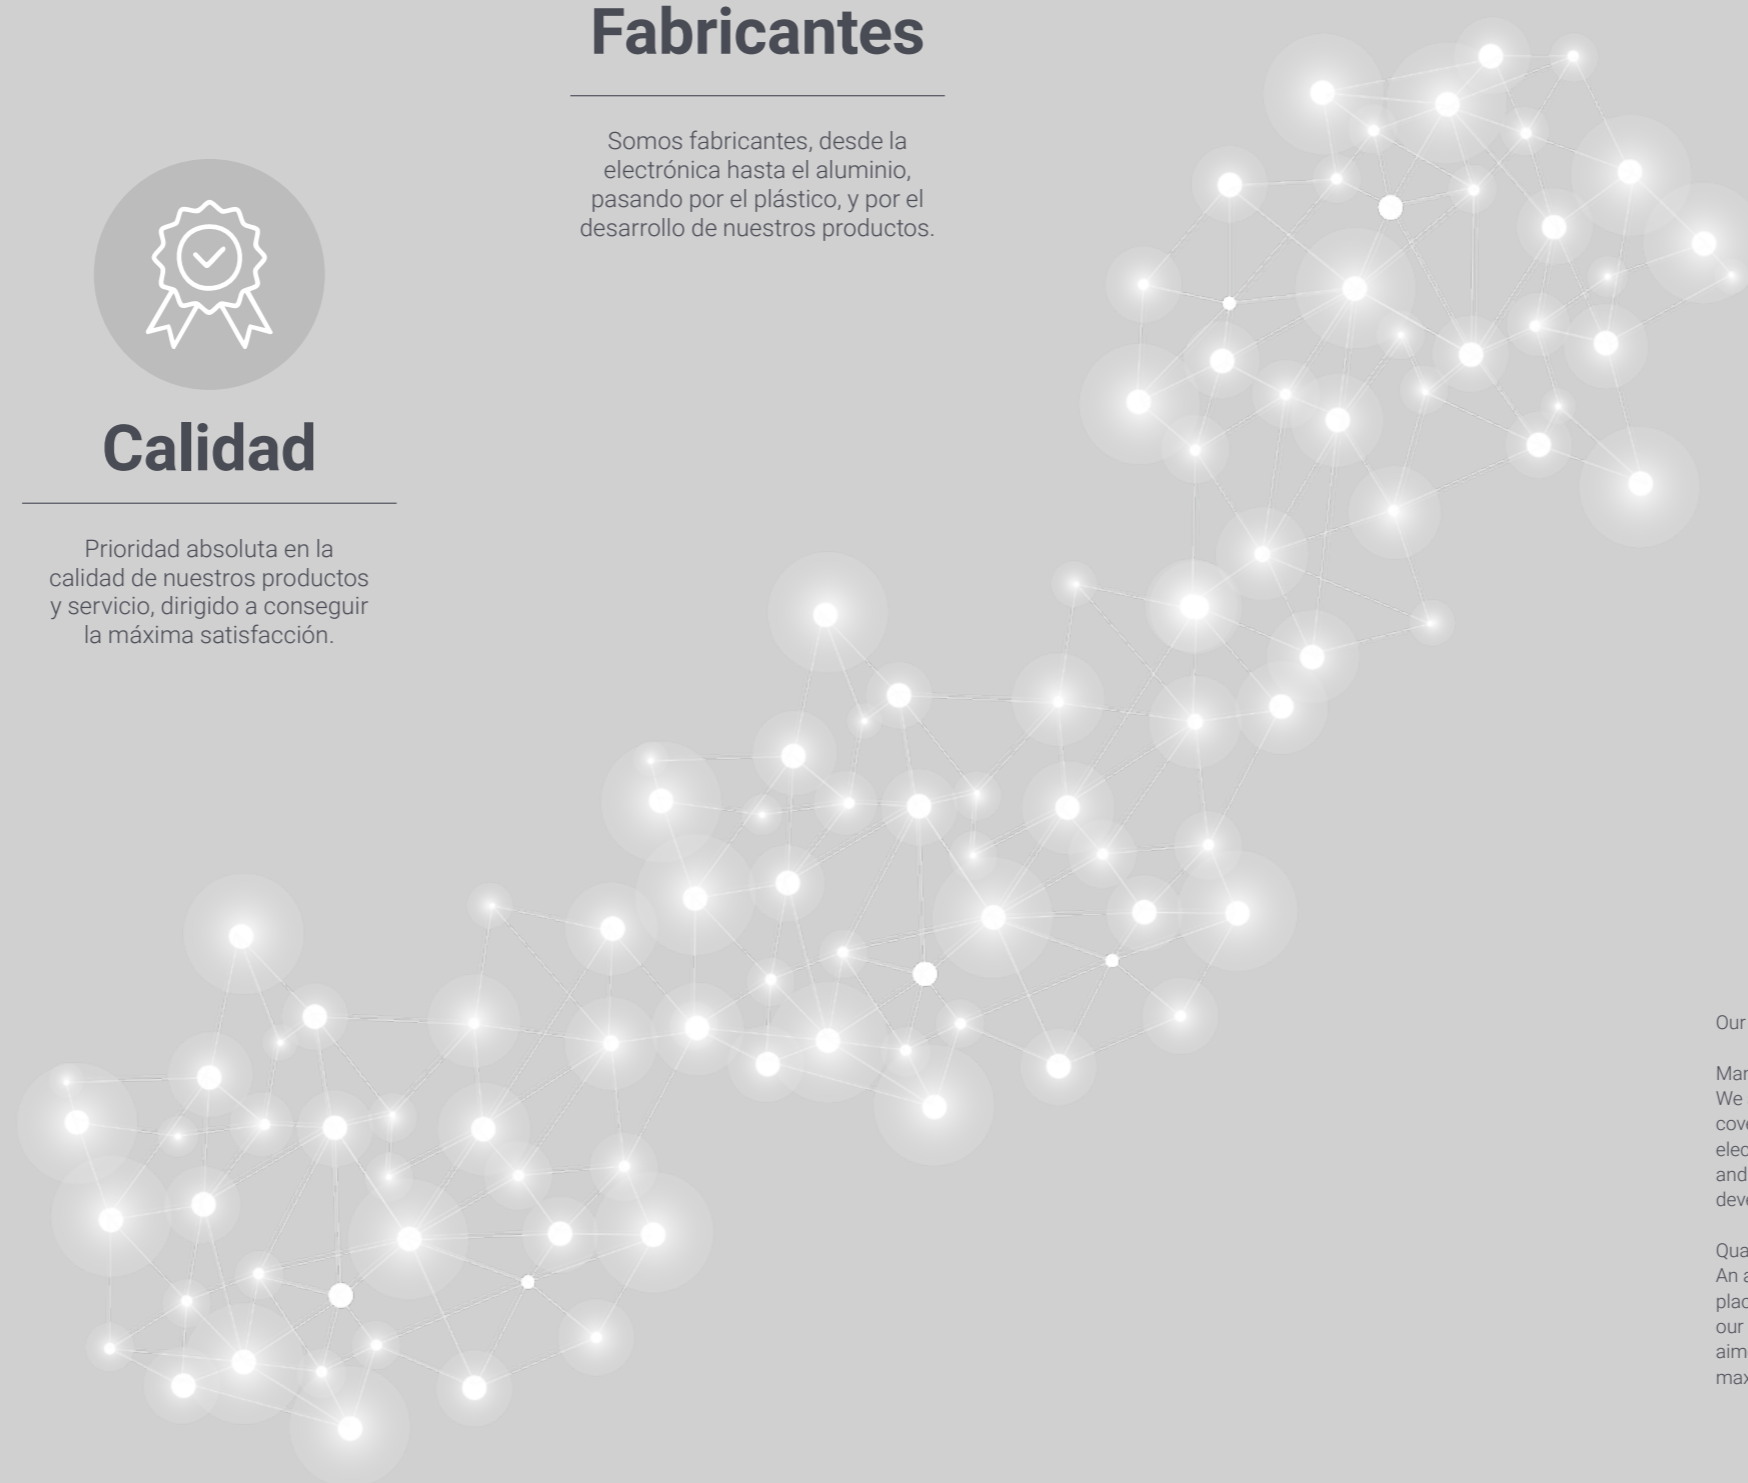 Fabricantes
Somos fabricantes, desde la
electrónica hasta el aluminio,
pasando por el plástico, y por el
desarrollo de nuestros productos.
Calidad
Prioridad absoluta en la
calidad de nuestros productos
y servicio, dirigido a conseguir
la máxima satisfacción.
Our
We
and
An
our